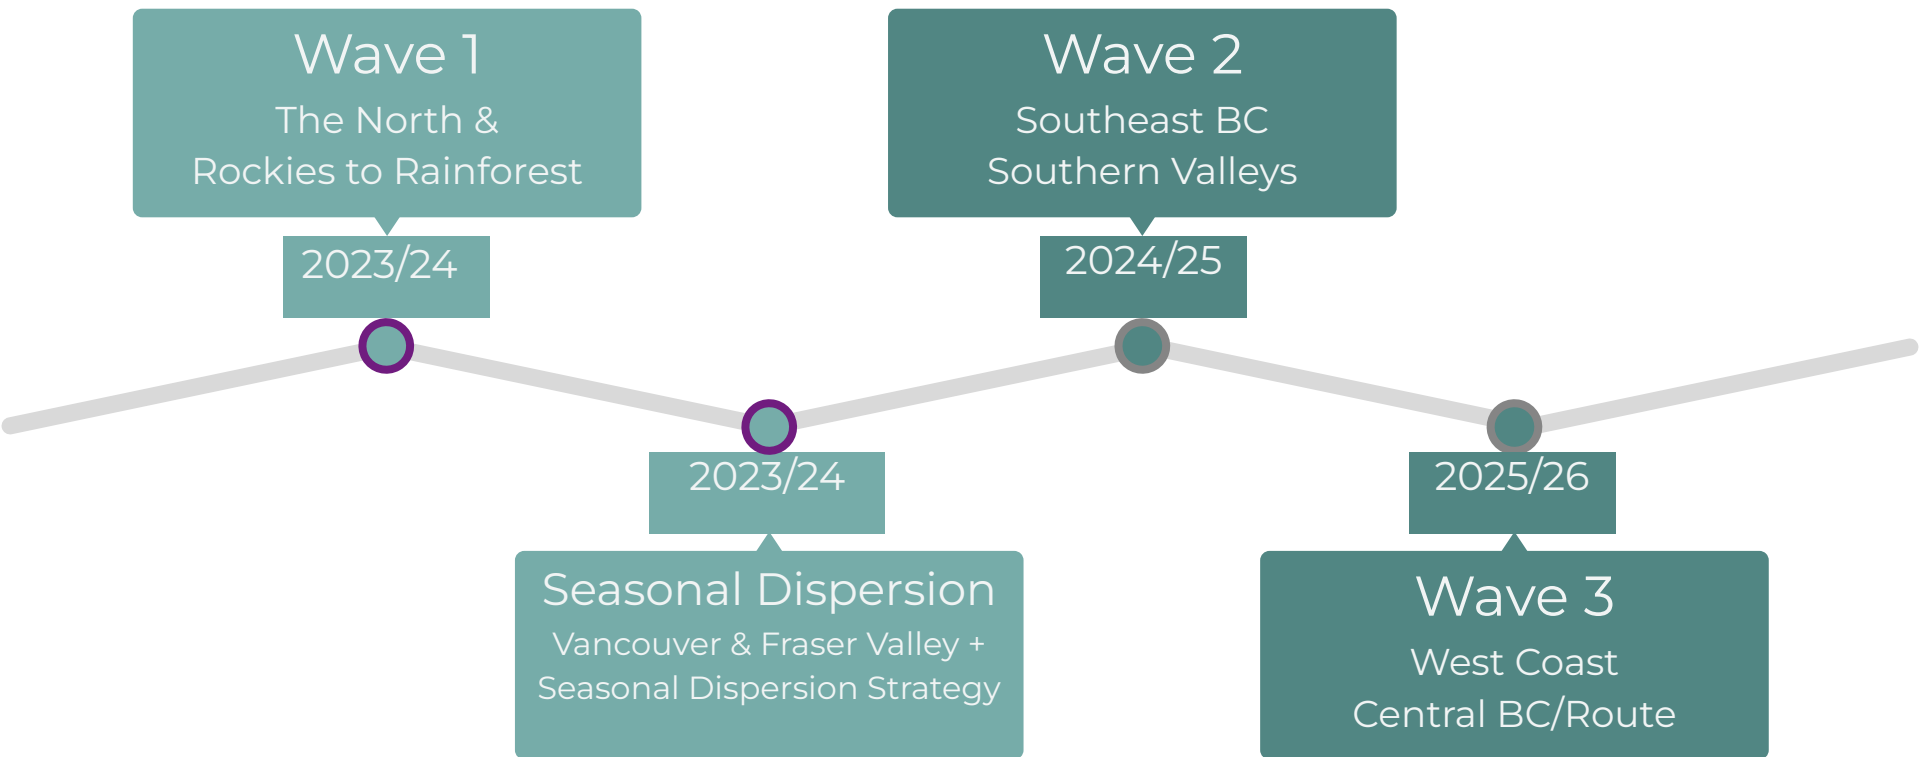 Wave 1
The North &
Rockies to Rainforest
2023/24
Wave 2
Southeast BC
Southern Valleys
2024/25
2023/24
Seasonal Dispersion
Vancouver & Fraser Valley +
Seasonal Dispersion Strategy
2025/26
Wave 3
West Coast
Central BC/Route